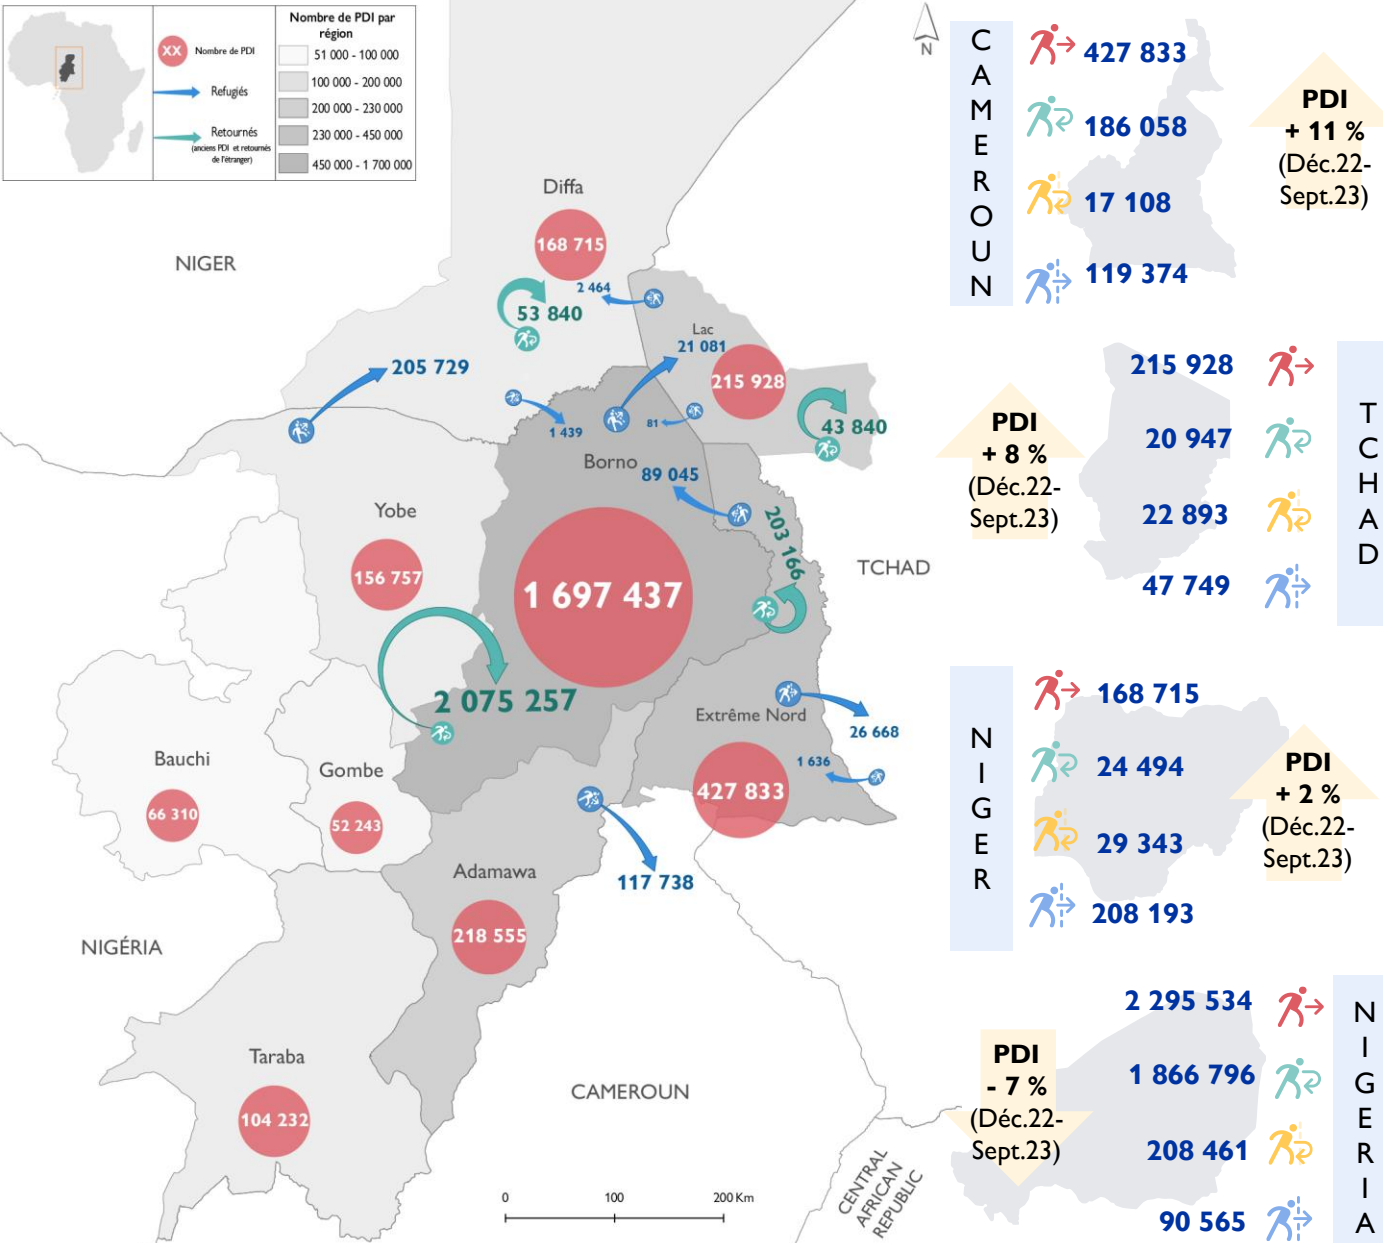 XX
Nombre de PDI
Refugiés
Retournés
(anciens PDI et retournés
de l'étranger)
Nombre de PDI par
région
51 000 - 100 000
100 000 - 200 000
200 000 - 230 000
230 000 - 450 000
450 000 - 1 700 000
N
NIGER
Diffa
168 715
2 464
53 840
205 729
Lac
21 081
215 928
43 840
1 439
81
Borno
89 045
203 166
TCHAD
Yobe
156 757
1 697 437
2 075 257
Extrême Nord
26 668
1 636
427 833
Bauchi
66 310
Gombe
52 243
117 738
Adamawa
218 555
NIGÉRIA
Taraba
104 232
CAMEROUN
CENTRAL
AFRICAN
REPUBLIC
0 100 200 Km
CAMEROUN
427 833
186 058
17 108
119 374
PDI
+ 11 %
(Déc.22-
Sept.23)
TCHAD
215 928
20 947
22 893
47 749
PDI
+ 8 %
(Déc.22-
Sept.23)
NIGER
168 715
24 494
29 343
208 193
PDI
+ 2 %
(Déc.22-
Sept.23)
NIGERIA
2 295 534
1 866 796
208 461
90 565
PDI
- 7 %
(Déc.22-
Sept.23)